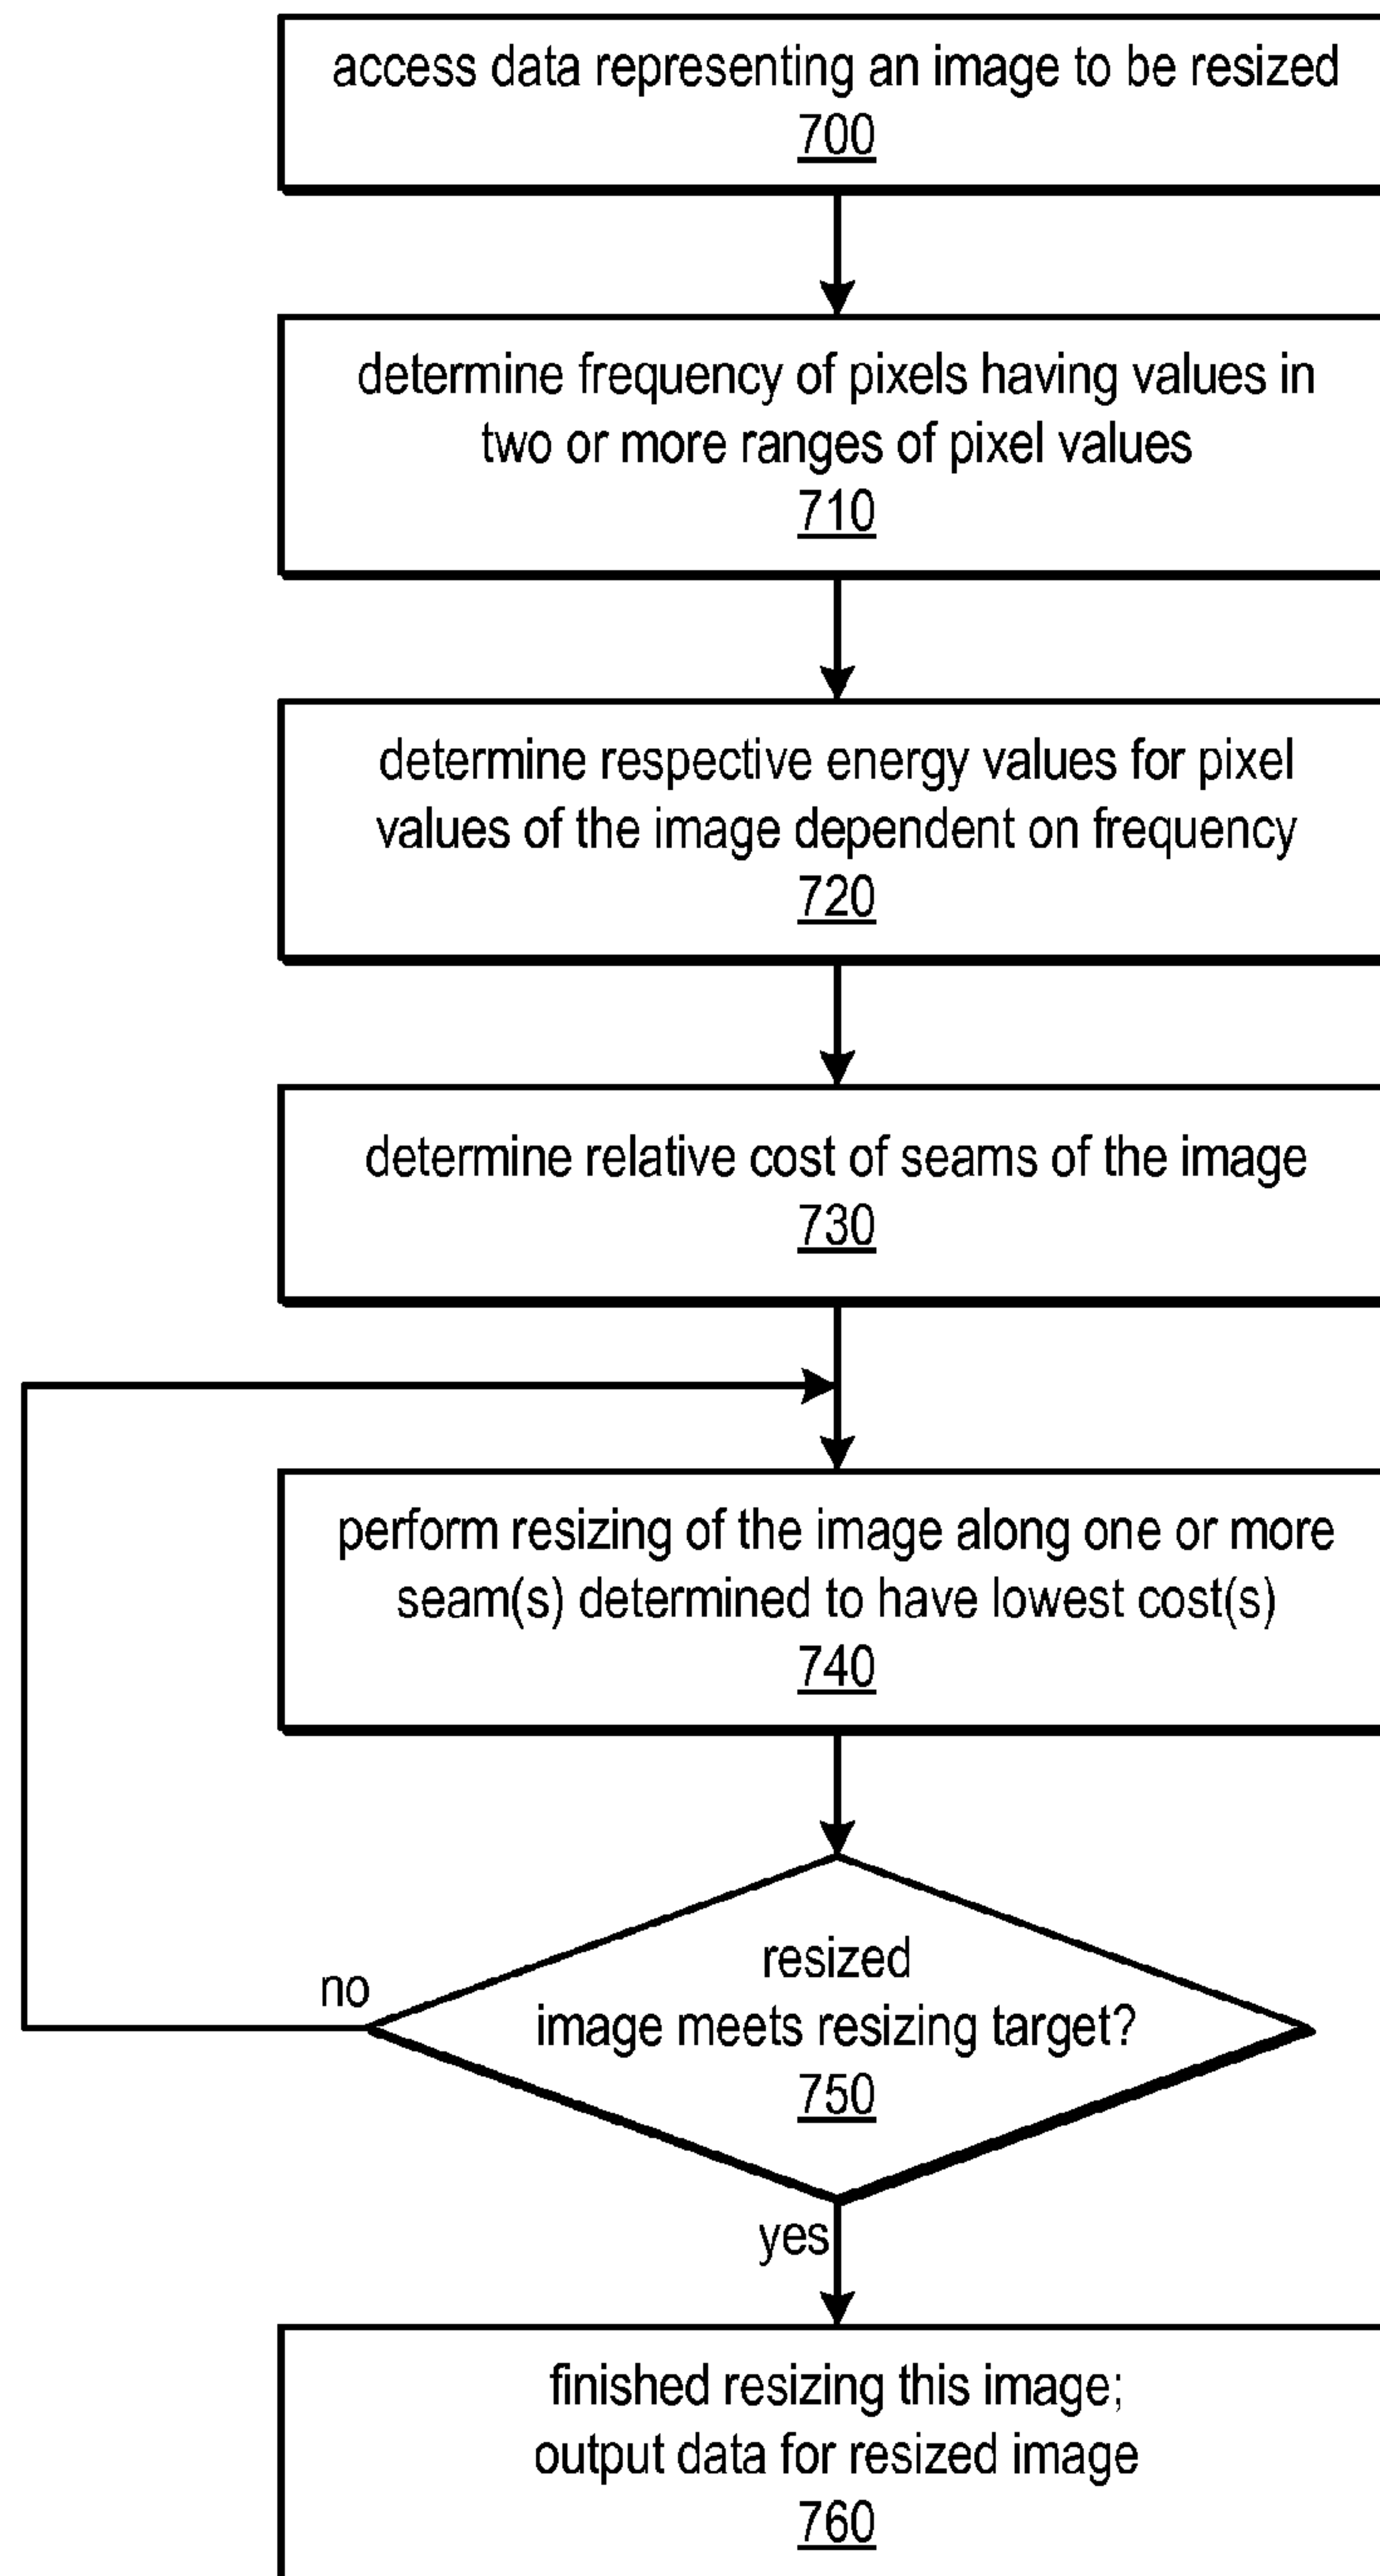 access data representing an image to be resized
700
determine frequency of pixels having values in
two or more ranges of pixel values
710
determine respective energy values for pixel
values of the image dependent on frequency
720
determine relative cost of seams of the image
730
perform resizing of the image along one or more
seam(s) determined to have lowest cost(s)
740
resized
image meets resizing target?
750
no
yes
finished resizing this image;
output data for resized image
760